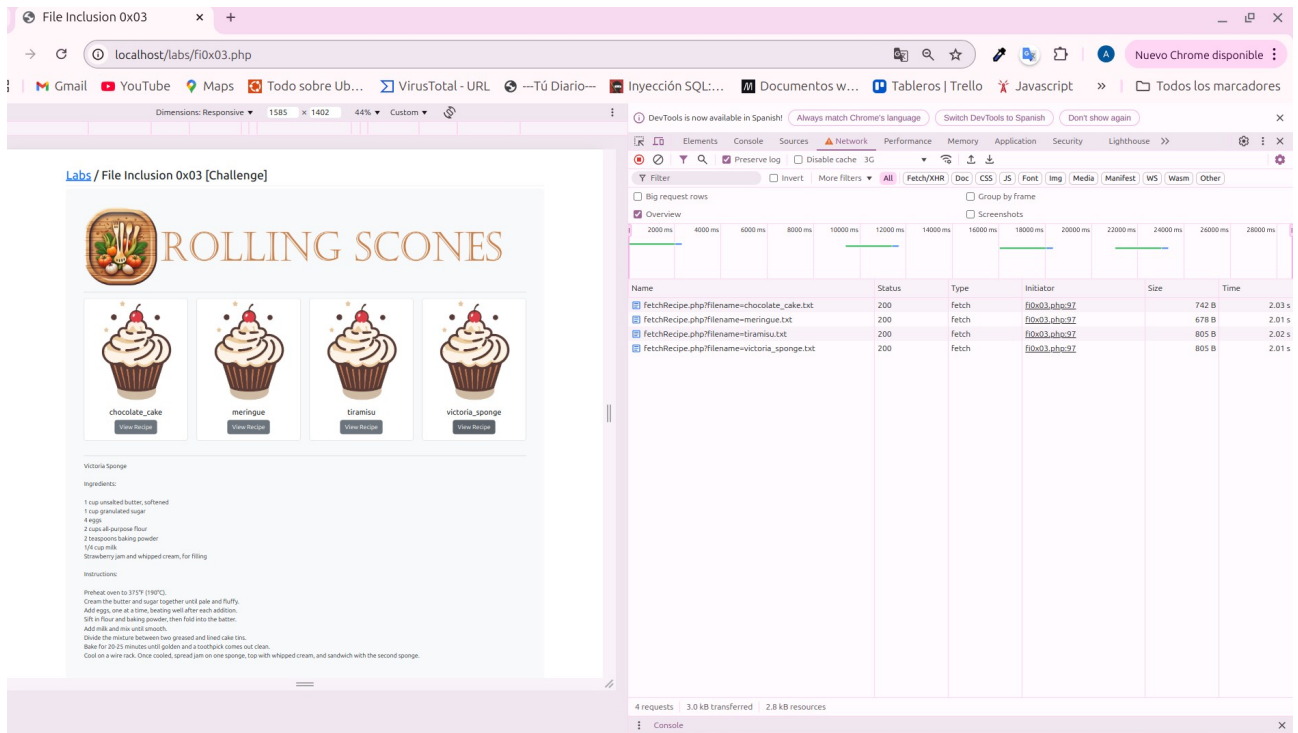 File Inclusion 0x03
localhost/labs/fi0x03.php
A
Nuevo Chrome disponible
Gmail YouTube Maps Todo sobre Ub... VirusTotal - URL ---Tú Diario--- Inyección SQL:... Documentos w... Tableros | Trello Javascript » Todos los marcadores
Dimensions: Responsive 1585 × 1402 44% Custom
Labs / File Inclusion 0x03 [Challenge]
ROLLING SCONES
chocolate_cake meringue tiramisu victoria_sponge
View Recipe View Recipe View Recipe View Recipe
Victoria Sponge
Ingredients:
1 cup unsalted butter, softened
1 cup granulated sugar
4 eggs
2 cups all-purpose flour
2 teaspoons baking powder
1/4 cup milk
Strawberry jam and whipped cream, for filling
Instructions:
Preheat oven to 375°F (190°C).
Cream the butter and sugar together until pale and fluffy.
Add eggs, one at a time, beating well after each addition.
Sift in flour and baking powder, then fold into the batter.
Add milk and mix until smooth.
Divide the mixture between two greased and lined cake tins.
Bake for 20-25 minutes until golden and a toothpick comes out clean.
Cool on a wire rack. Once cooled, spread jam on one sponge, top with whipped cream, and sandwich with the second sponge.
DevTools is now available in Spanish! Always match Chrome's language Switch DevTools to Spanish Don't show again
Elements Console Sources Network Performance Memory Application Security Lighthouse »
Preserve log Disable cache 3G
Filter Invert More filters All Fetch/XHR Doc CSS JS Font Img Media Manifest WS Wasm Other
Big request rows Group by frame
Overview Screenshots
2000 ms 4000 ms 6000 ms 8000 ms 10000 ms 12000 ms 14000 ms 16000 ms 18000 ms 20000 ms 22000 ms 24000 ms 26000 ms 28000 ms
Name Status Type Initiator Size Time
fetchRecipe.php?filename=chocolate_cake.txt 200 fetch fi0x03.php:97 742 B 2.03 s
fetchRecipe.php?filename=meringue.txt 200 fetch fi0x03.php:97 678 B 2.01 s
fetchRecipe.php?filename=tiramisu.txt 200 fetch fi0x03.php:97 805 B 2.02 s
fetchRecipe.php?filename=victoria_sponge.txt 200 fetch fi0x03.php:97 805 B 2.01 s
4 requests 3.0 kB transferred 2.8 kB resources
Console